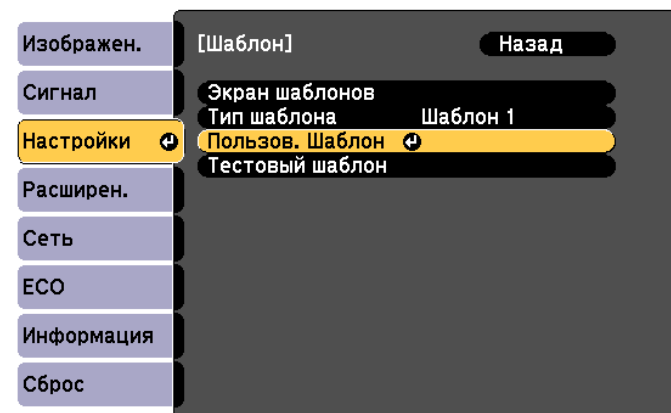 Изображен.
Сигнал
Настройки
Расширен.
Сеть
ECO
Информация
Сброс
[Шаблон] Назад
Экран шаблонов
Тип шаблона Шаблон 1
Пользов. Шаблон
Тестовый шаблон